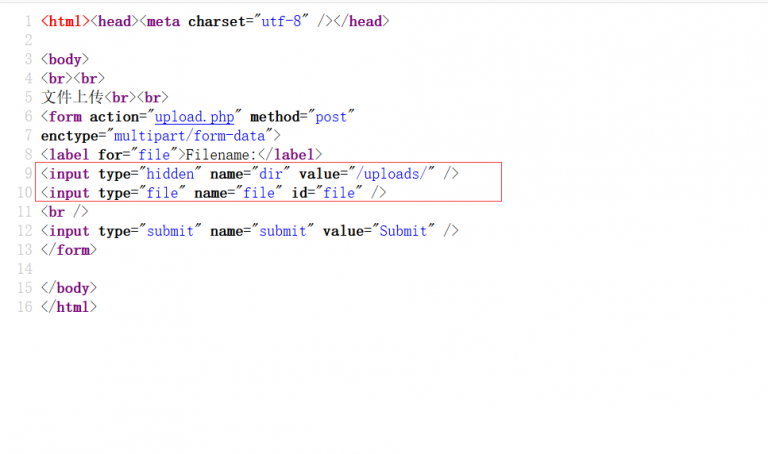 1 <html><head><meta charset="utf-8" /></head>
2
3 <body>
4 <br><br>
5 文件上传<br><br>
6 <form action="upload.php" method="post"
7 enctype="multipart/form-data">
8 <label for="file">Filename:</label>
9 <input type="hidden" name="dir" value="/uploads/" />
10 <input type="file" name="file" id="file" />
11 <br />
12 <input type="submit" name="submit" value="Submit" />
13 </form>
14
15 </body>
16 </html>